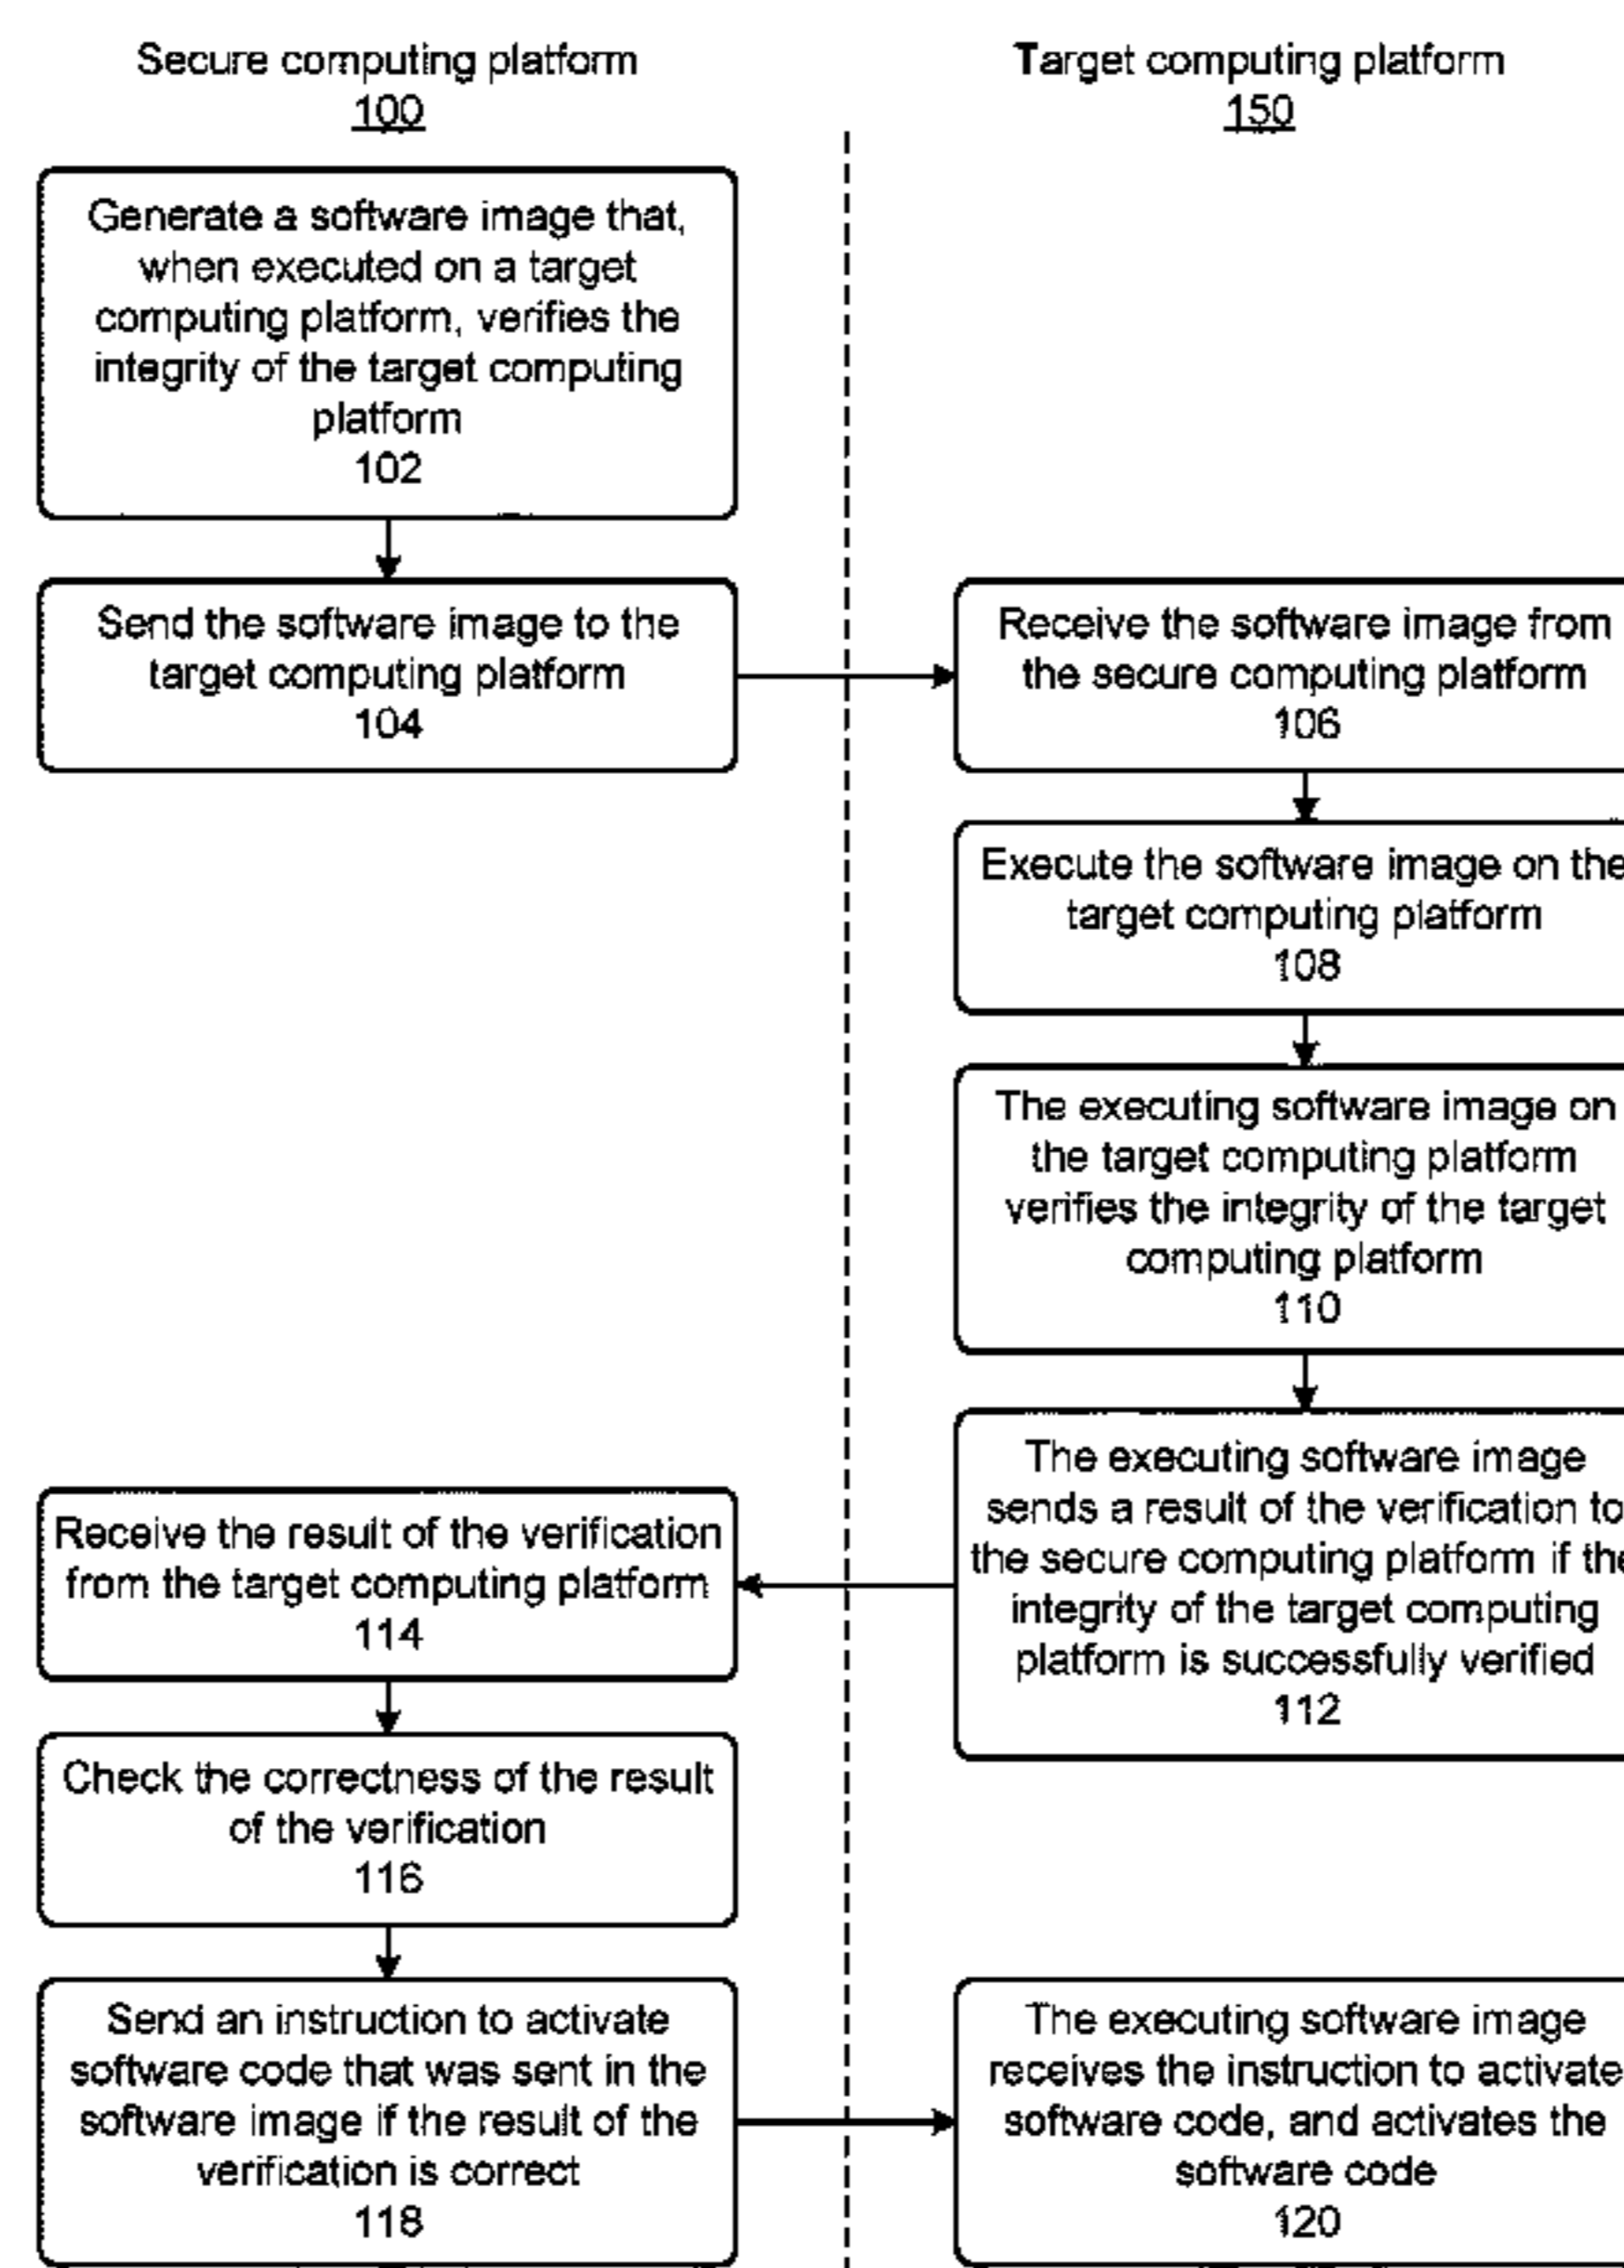 Secure computing platform
100
Target computing platform
150
Generate a software image that,
when executed on a target
computing platform, verifies the
integrity of the target computing
platform
102
Send the software image to the
target computing platform
104
Receive the software image from
the secure computing platform
106
Execute the software image on the
target computing platform
108
The executing software image on
the target computing platform
verifies the integrity of the target
computing platform
110
The executing software image
sends a result of the verification to
the secure computing platform if the
integrity of the target computing
platform is successfully verified
112
Receive the result of the verification
from the target computing platform
114
Check the correctness of the result
of the verification
116
Send an instruction to activate
software code that was sent in the
software image if the result of the
verification is correct
118
The executing software image
receives the instruction to activate
software code, and activates the
software code
120